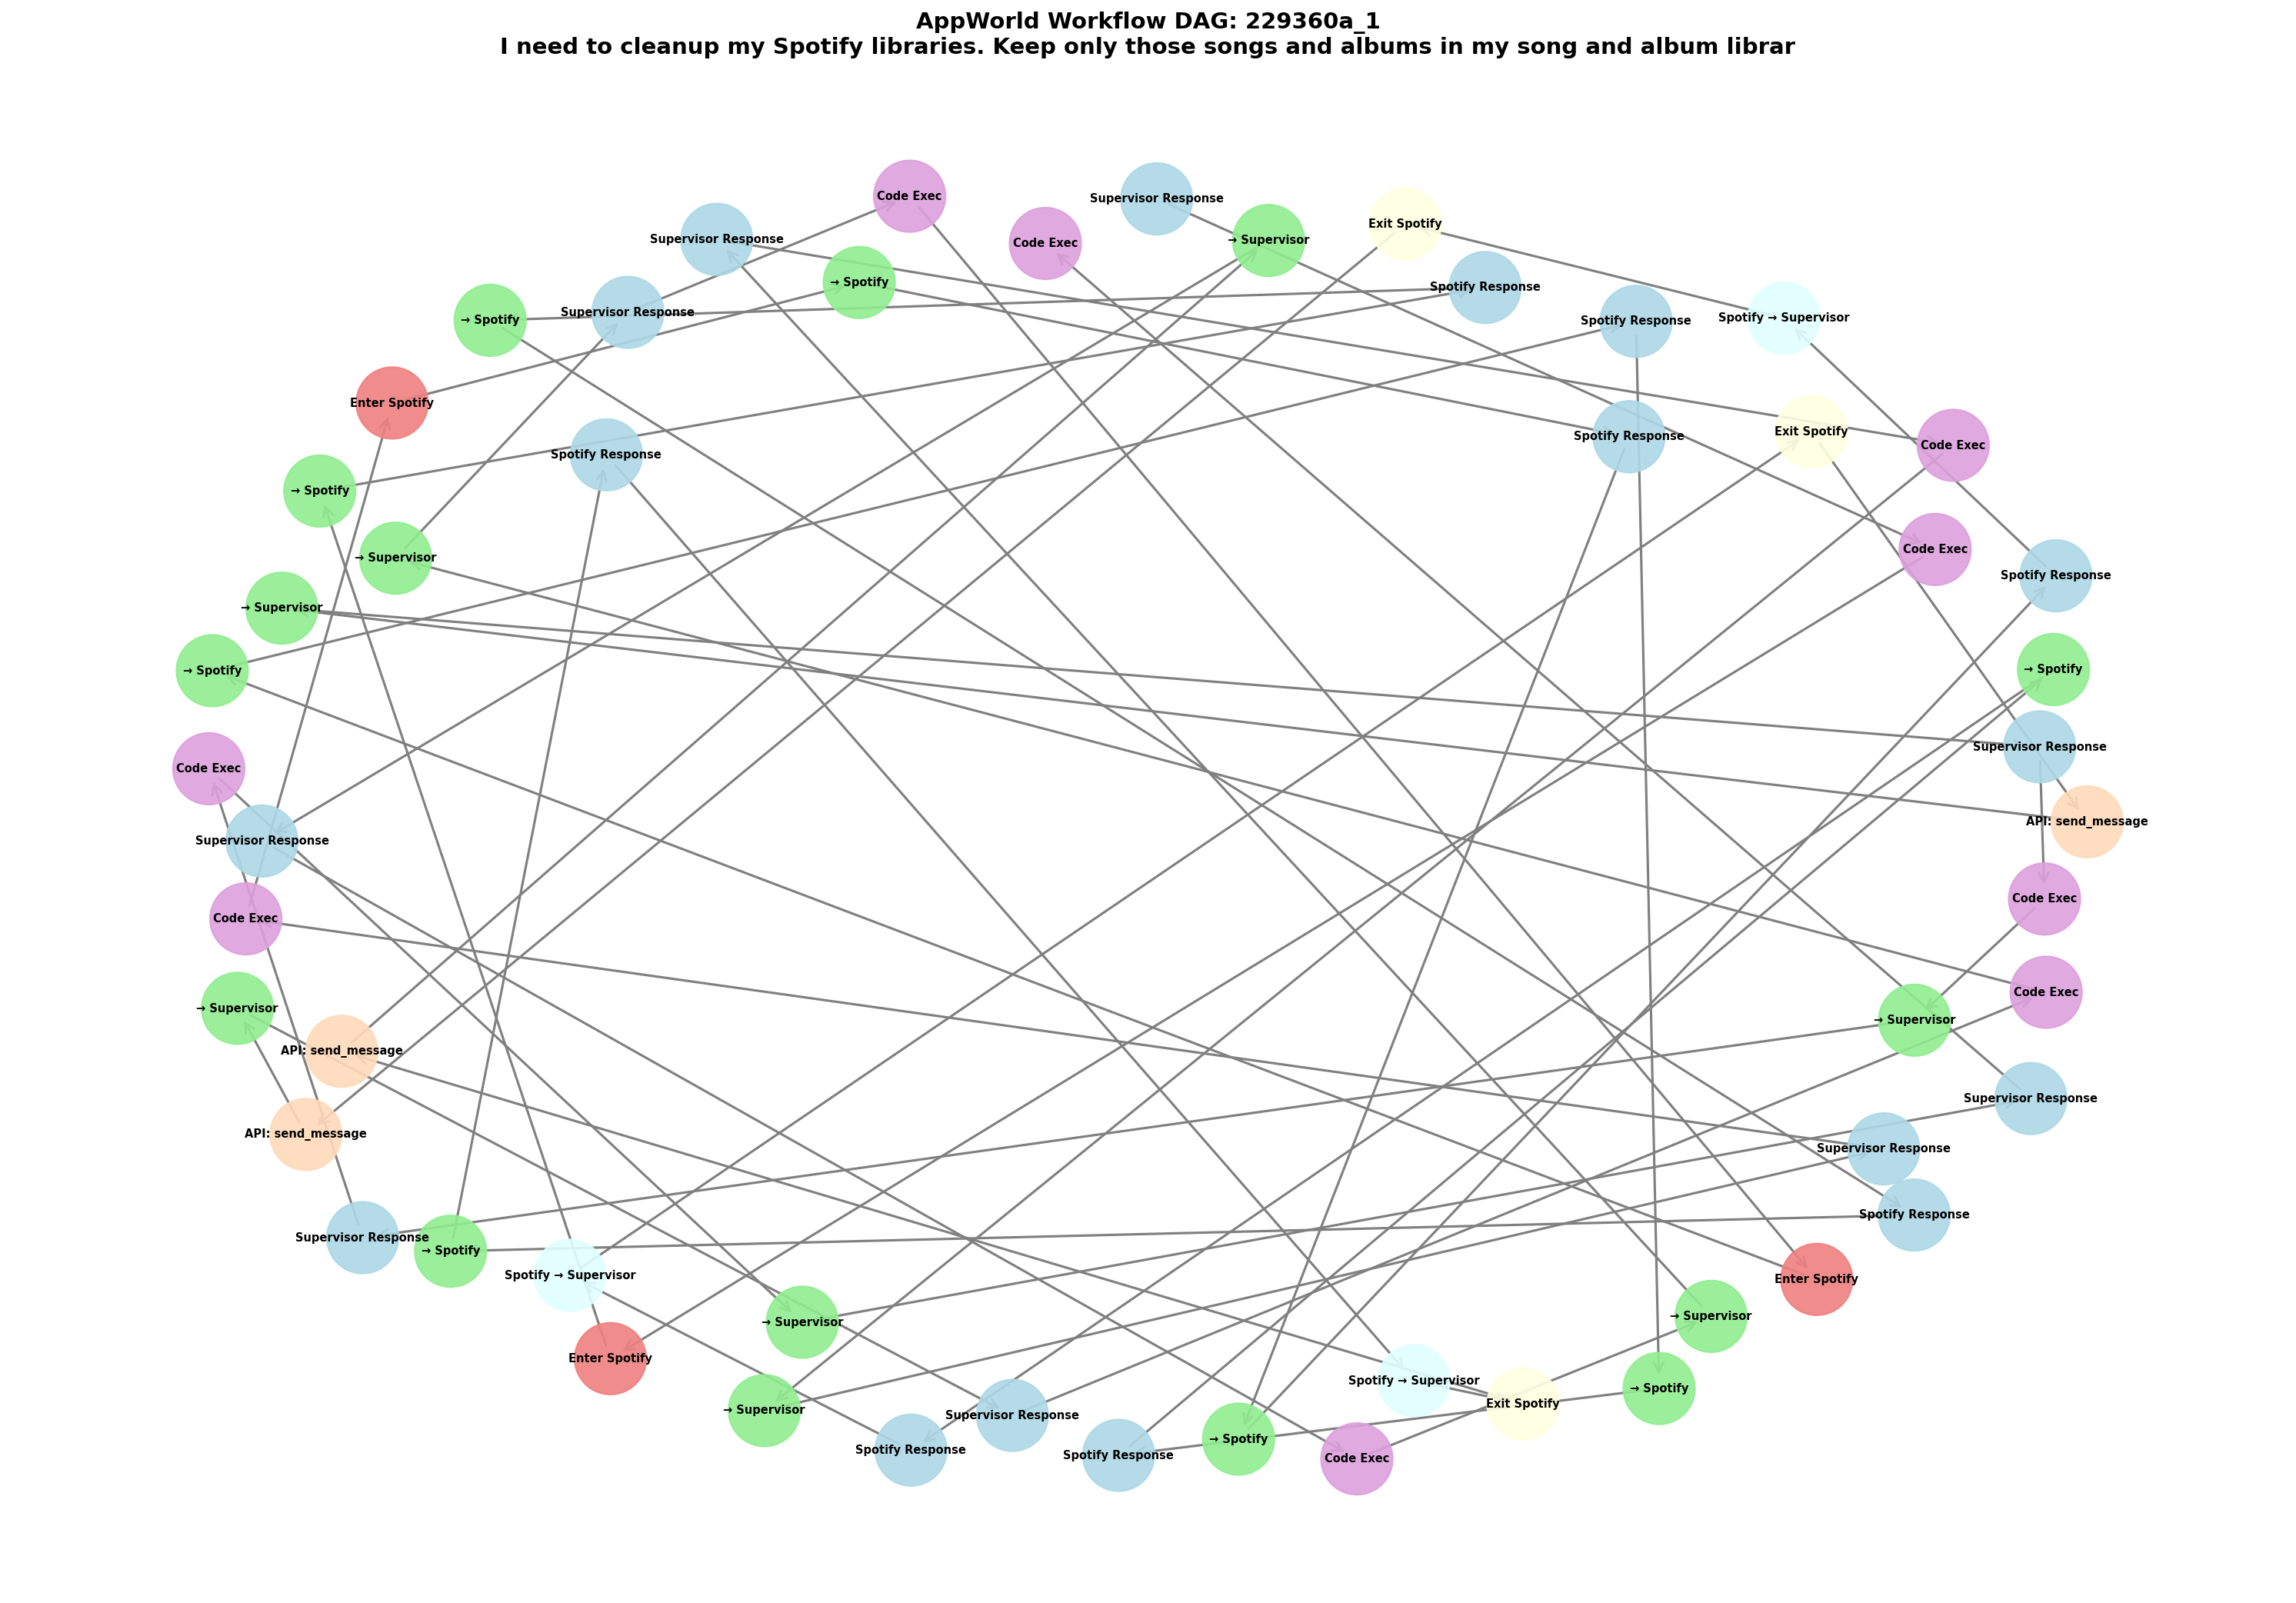 AppWorld Workflow DAG: 229360a_1
I need to cleanup my Spotify libraries. Keep only those songs and albums in my song and album librar
Code Exec
Supervisor Response
Exit Spotify
Supervisor Response
Code Exec
→ Supervisor
→ Spotify
Spotify Response
Supervisor Response
→ Spotify
Spotify Response
Spotify → Supervisor
Enter Spotify
Spotify Response
Exit Spotify
Code Exec
Spotify Response
→ Spotify
Code Exec
→ Supervisor
Spotify Response
→ Supervisor
→ Spotify
→ Spotify
Supervisor Response
Code Exec
API: send_message
Supervisor Response
Code Exec
Code Exec
Code Exec
→ Supervisor
→ Supervisor
API: send_message
Supervisor Response
API: send_message
Supervisor Response
Spotify Response
Supervisor Response
→ Spotify
Spotify → Supervisor
Enter Spotify
→ Supervisor
→ Supervisor
Enter Spotify
Spotify → Supervisor
→ Spotify
Exit Spotify
→ Supervisor
Supervisor Response
→ Spotify
Spotify Response
Spotify Response
Code Exec